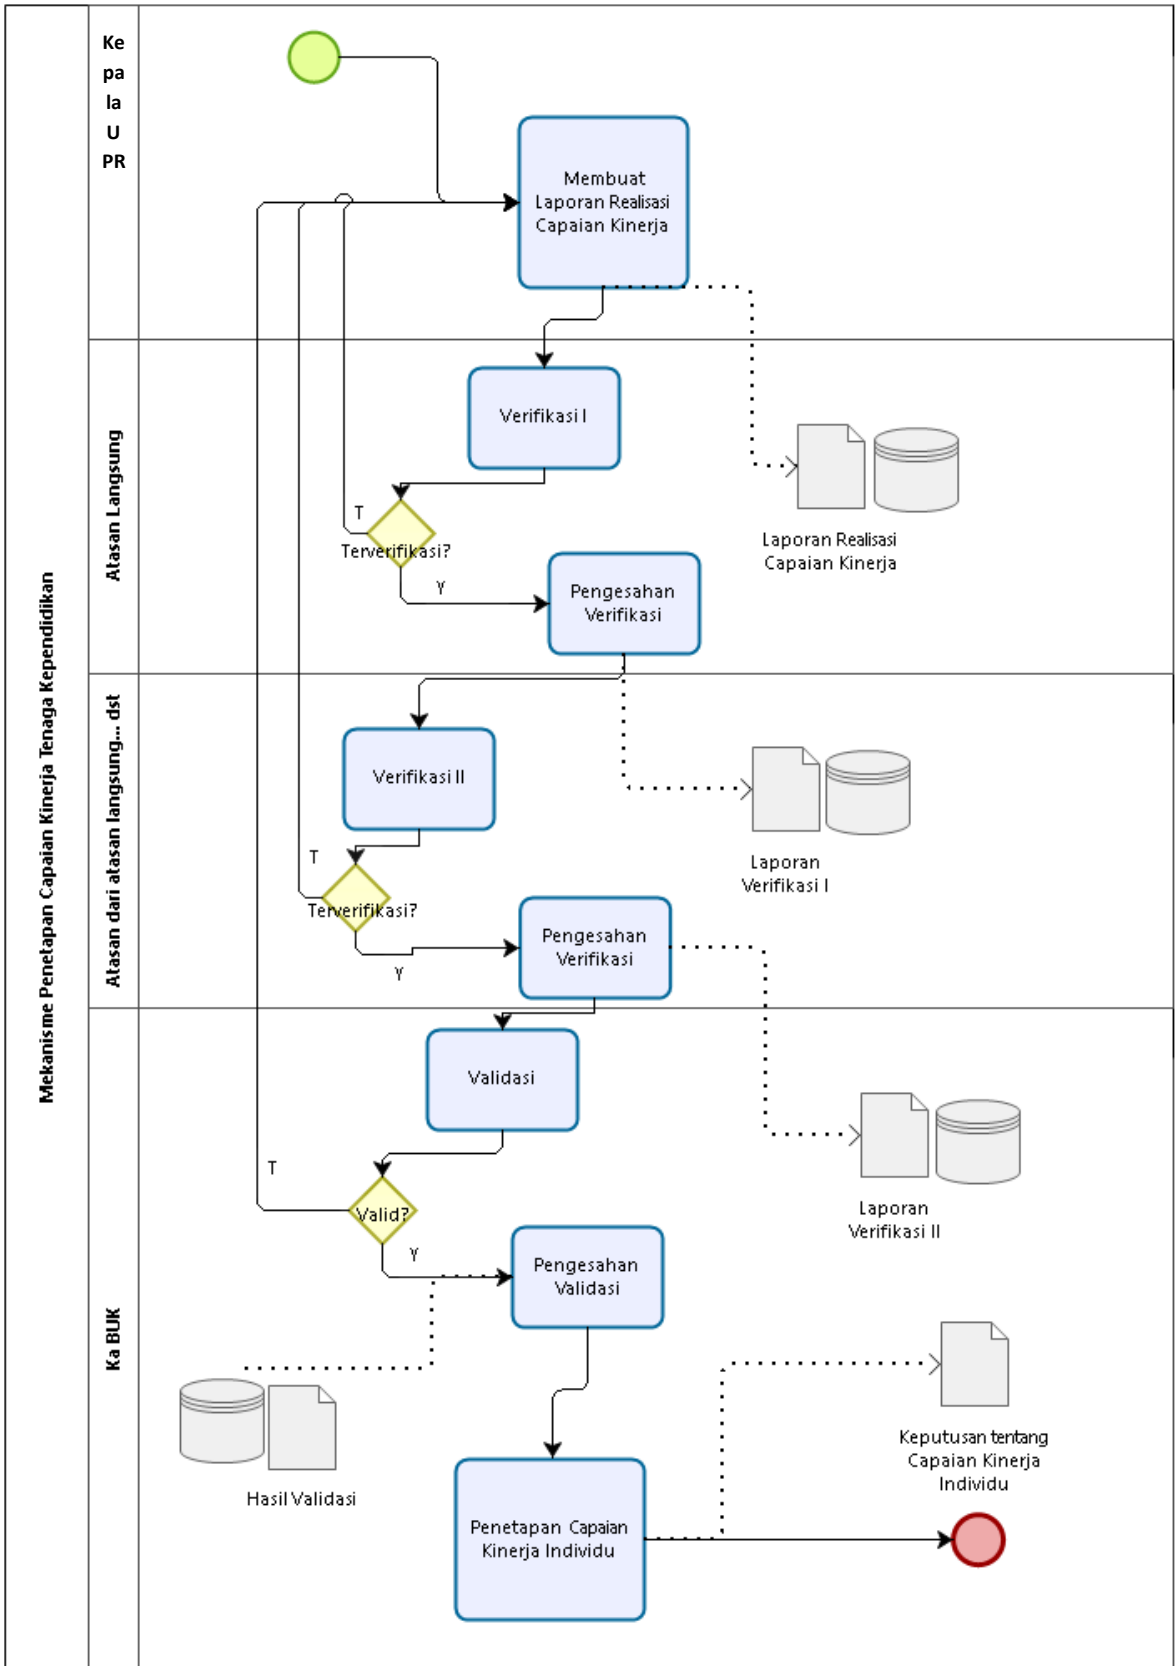 Mekanisme Penetapan Capaian Kinerja Tenaga Kependidikan
Ke
pa
la
U
PR
Membuat
Laporan Realisasi
Capaian Kinerja
Atasan Langsung
Verifikasi I
T
Terverifikasi?
Y
Pengesahan
Verifikasi
Laporan Realisasi
Capaian Kinerja
Atasan dari atasan langsung... dst
Verifikasi II
T
Terverifikasi?
Y
Pengesahan
Verifikasi
Laporan
Verifikasi I
Ka BUK
Validasi
T
Valid?
Y
Pengesahan
Validasi
Laporan
Verifikasi II
Hasil Validasi
Keputusan tentang
Capaian Kinerja
Individu
Penetapan Capaian
Kinerja Individu